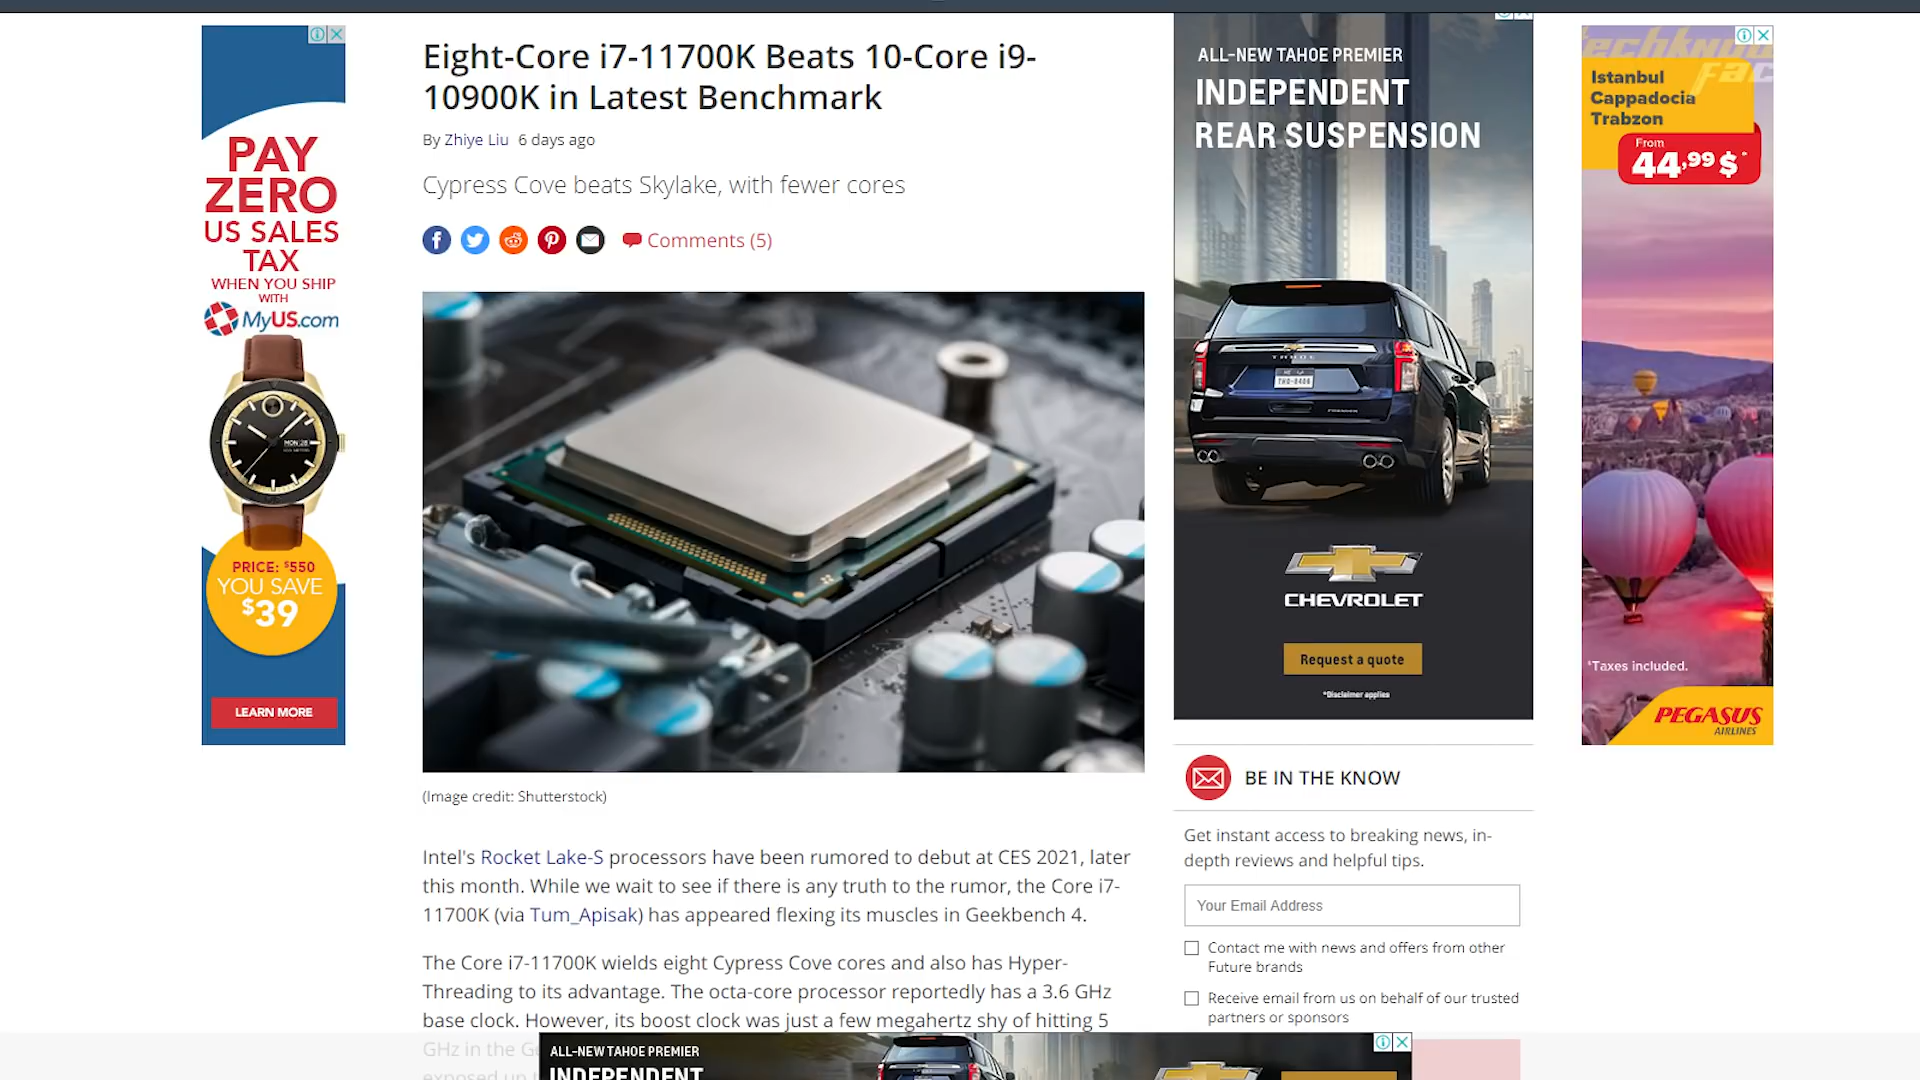 Eight-Core i7-11700K Beats 10-Core i9-
10900K in Latest Benchmark
By Zhiye Liu 6 days ago
Cypress Cove beats Skylake, with fewer cores
Comments (5)
(Image credit: Shutterstock)
Intel's Rocket Lake-S processors have been rumored to debut at CES 2021, later
this month. While we wait to see if there is any truth to the rumor, the Core i7-
11700K (via Tum_Apisak) has appeared flexing its muscles in Geekbench 4.
The Core i7-11700K wields eight Cypress Cove cores and also has Hyper-
Threading to its advantage. The octa-core processor reportedly has a 3.6 GHz
base clock. However, its boost clock was just a few megahertz shy of hitting 5
GHz in the
PAY
ZERO
US SALES
TAX
WHEN YOU SHIP
WITH
MyUS.com
PRICE: $550
YOU SAVE
$39
LEARN MORE
ALL-NEW TAHOE PREMIER
INDEPENDENT
REAR SUSPENSION
CHEVROLET
Request a quote
*Disclaimer applies
BE IN THE KNOW
Get instant access to breaking news, in-
depth reviews and helpful tips.
Your Email Address
Contact me with news and offers from other
Future brands
Receive email from us on behalf of our trusted
partners or sponsors
Istanbul
Cappadocia
Trabzon
From
44,99 $*
*Taxes included.
PEGASUS
AIRLINES
ALL-NEW TAHOE PREMIER
INDEPENDENT